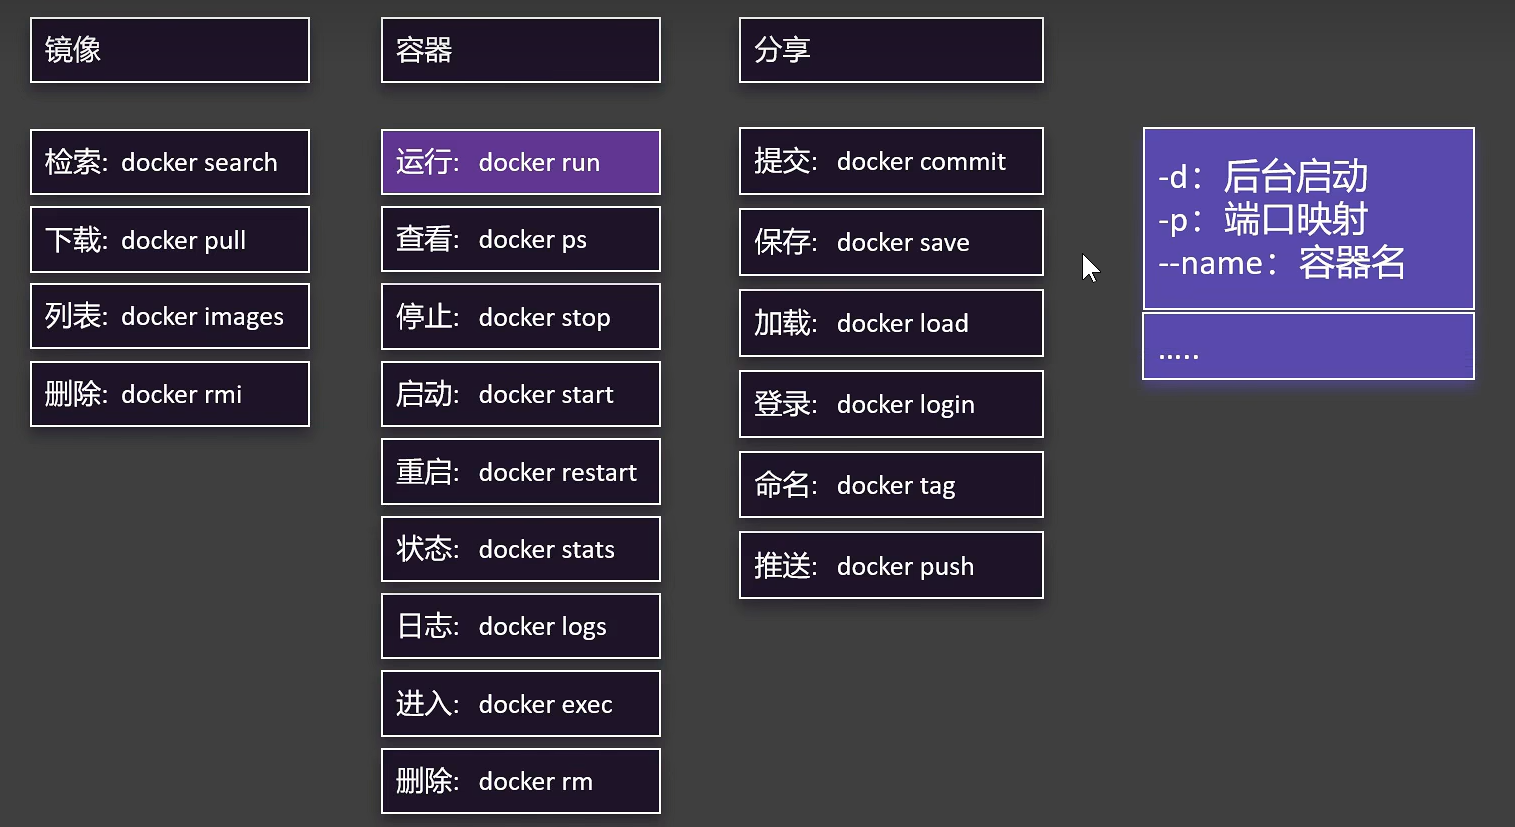 镜像
检索: docker search
下载: docker pull
列表: docker images
删除: docker rmi
容器
运行: docker run
查看: docker ps
停止: docker stop
启动: docker start
重启: docker restart
状态: docker stats
日志: docker logs
进入: docker exec
删除: docker rm
分享
提交: docker commit
保存: docker save
加载: docker load
登录: docker login
命名: docker tag
推送: docker push
-d：后台启动
-p：端口映射
--name：容器名
.....